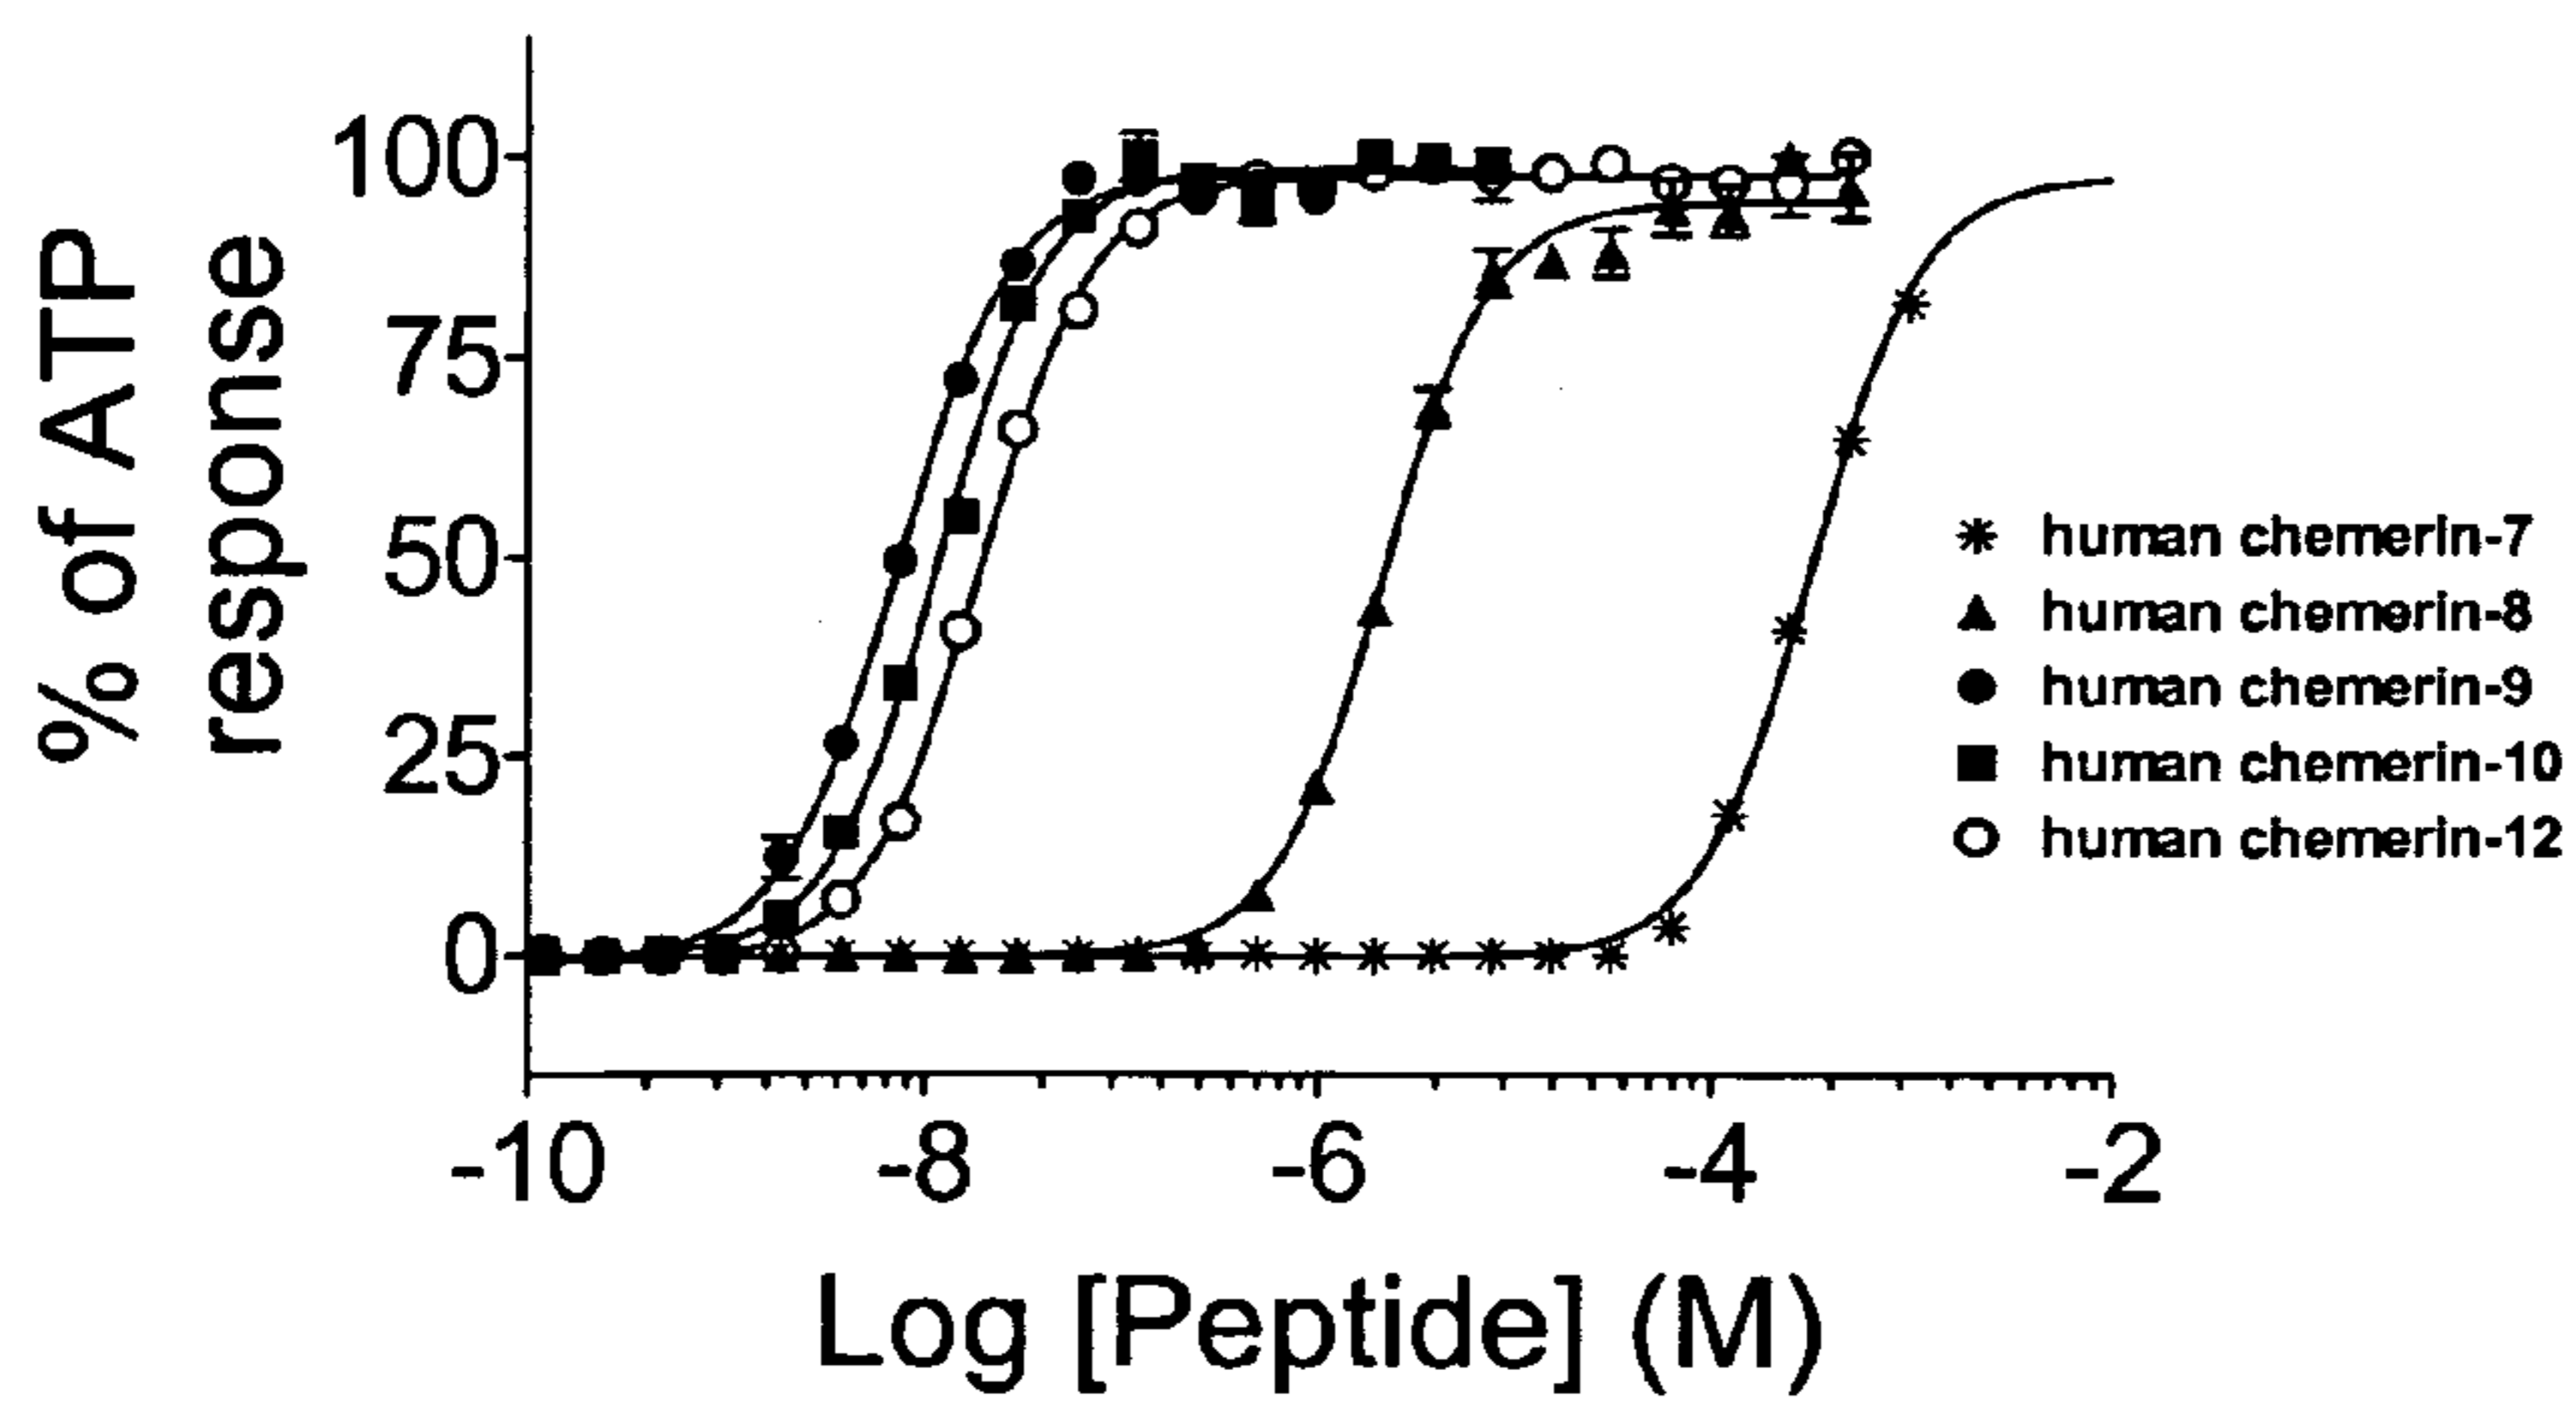 % of ATP
response
100
75
50
25
0
-10
-8
-6
-4
-2
Log [Peptide] (M)
human chemerin-7
human chemerin-8
human chemerin-9
human chemerin-10
human chemerin-12